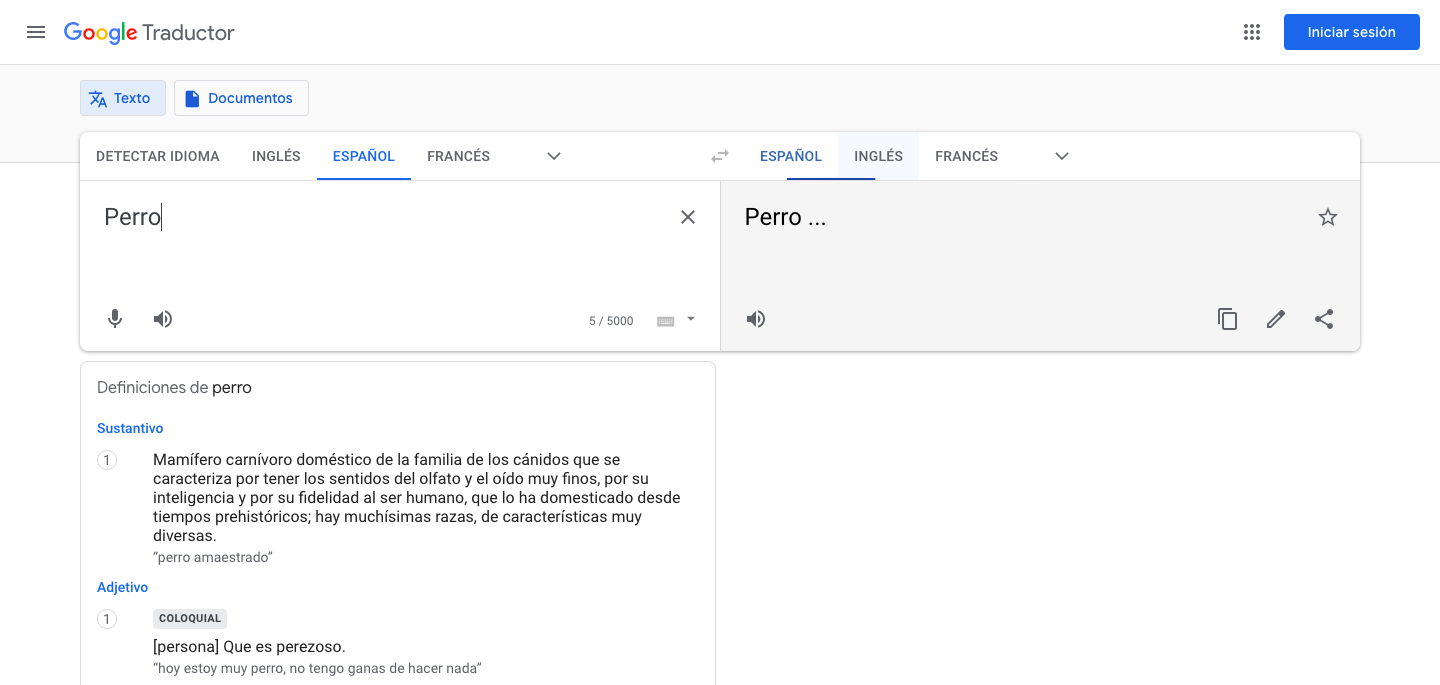 Google Traductor
Iniciar sesión
Texto
Documentos
DETECTAR IDIOMA INGLÉS ESPAÑOL FRANCÉS
ESPAÑOL INGLÉS FRANCÉS
Perro
Perro ...
5 / 5000
Definiciones de perro
Sustantivo
1
Mamífero carnívoro doméstico de la familia de los cánidos que se
caracteriza por tener los sentidos del olfato y el oído muy finos, por su
inteligencia y por su fidelidad al ser humano, que lo ha domesticado desde
tiempos prehistóricos; hay muchísimas razas, de características muy
diversas.
"perro amaestrado"
Adjetivo
1
COLOQUIAL
[persona] Que es perezoso.
"hoy estoy muy perro, no tengo ganas de hacer nada"